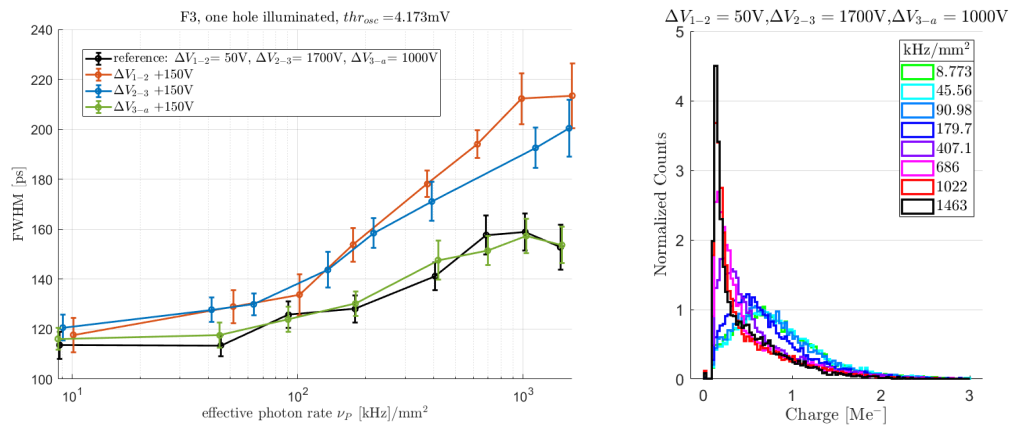 F3, one hole illuminated, thr_osc =4.173mV
240
220
200
180
160
140
120
100
FWHM [ps]
reference: ΔV_1−2= 50V, ΔV_2−3= 1700V, ΔV_3−a= 1000V
ΔV_1−2 +150V
ΔV_2−3 +150V
ΔV_3−a +150V
10^1
10^2
10^3
effective photon rate ν_P [kHz]/mm^2
ΔV_1−2 = 50V,ΔV_2−3 = 1700V,ΔV_3−a = 1000V
5
4
3
2
1
0
Normalized Counts
kHz/mm^2
8.773
45.56
90.98
179.7
407.1
686
1022
1463
0
1
2
3
Charge [Me^−]